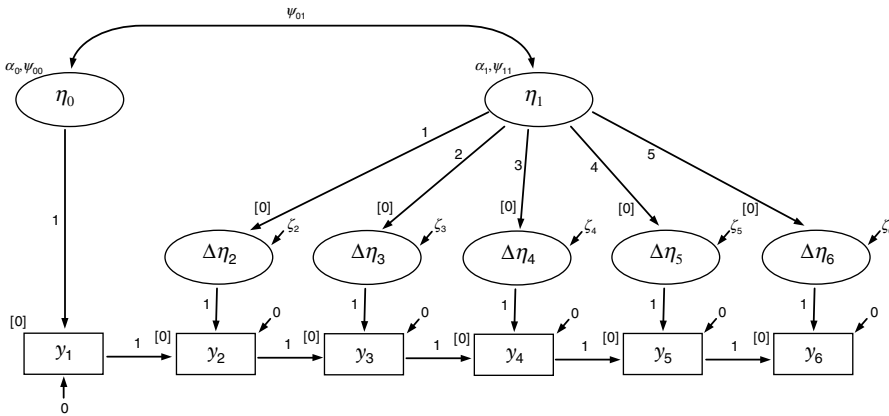 ψ₀₁
α₀,ψ₀₀
α₁,ψ₁₁
η₀
η₁
1 2 3 4 5
1
[0] [0] [0] [0] [0]
ζ₂ ζ₃ ζ₄ ζ₅
Δη₂ Δη₃ Δη₄ Δη₅ Δη₆
1 1 1 1 1
0 0 0 0 0
[0] [0] [0] [0] [0] [0]
y₁ 1 y₂ 1 y₃ 1 y₄ 1 y₅ 1 y₆
0